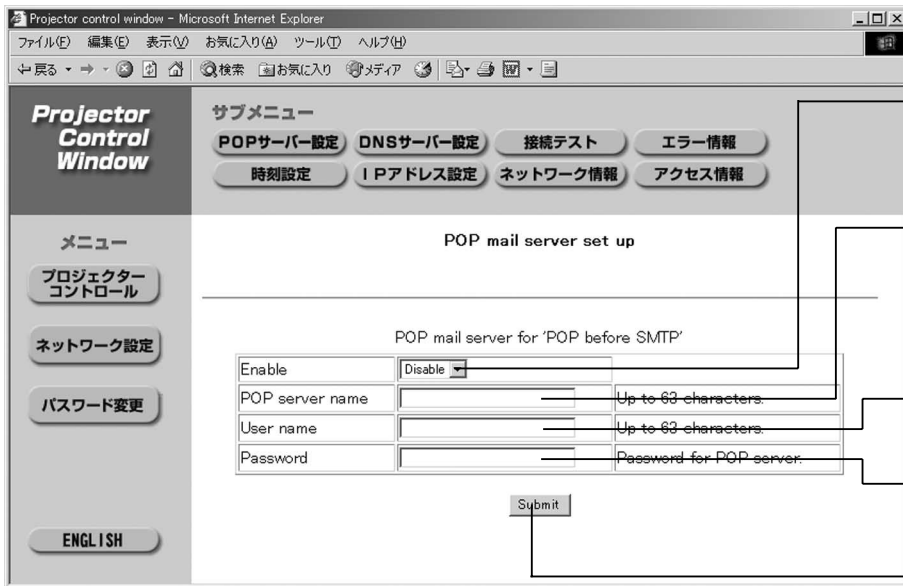 Projector control window - Microsoft Internet Explorer
ファイル(F) 編集(E) 表示(V) お気に入り(A) ツール(T) ヘルプ(H)
戻る 検索 お気に入り メディア
Projector
Control
Window
サブメニュー
POPサーバー設定 DNSサーバー設定 接続テスト エラー情報
時刻設定 IPアドレス設定 ネットワーク情報 アクセス情報
メニュー
プロジェクター
コントロール
ネットワーク設定
パスワード変更
ENGLISH
POP mail server set up
POP mail server for 'POP before SMTP'
Enable Disable
POP server name Up to 63 characters.
User name Up to 63 characters.
Password Password for POP server.
Submit